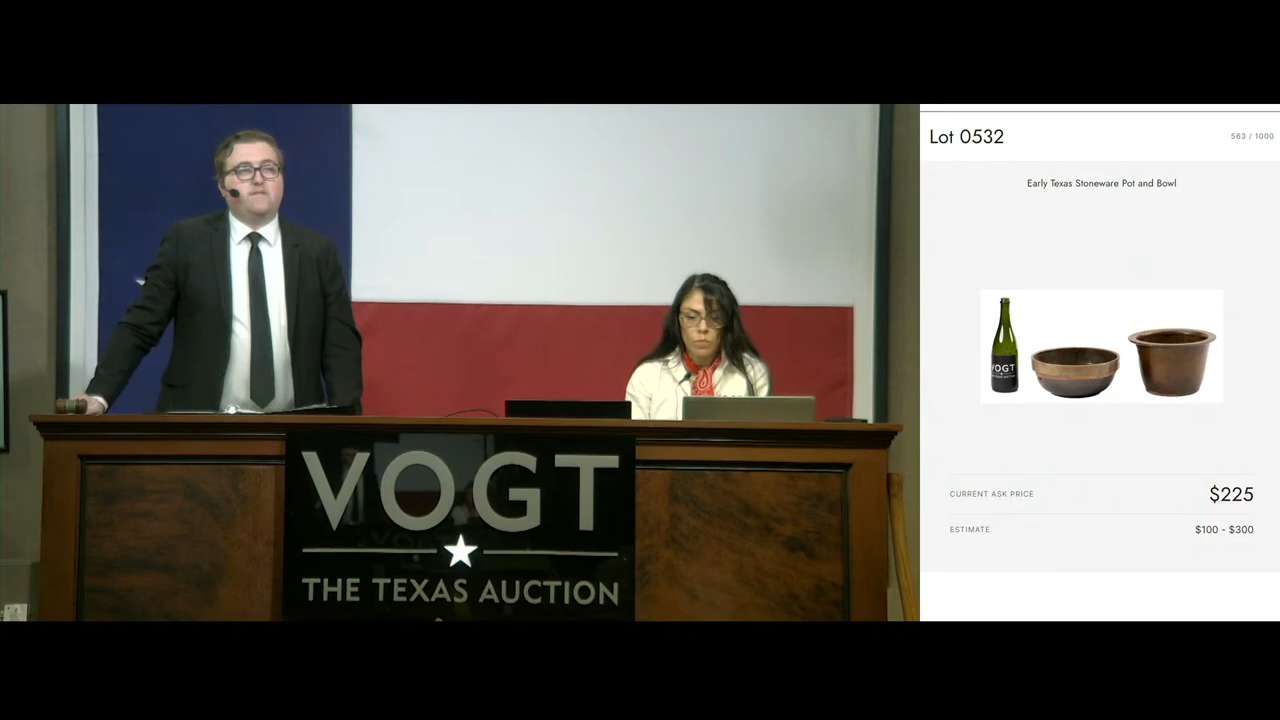 VOGT
THE TEXAS AUCTION
Lot 0532
563 / 1000
Early Texas Stoneware Pot and Bowl
VOGT
CURRENT ASK PRICE
$225
ESTIMATE
$100 - $300